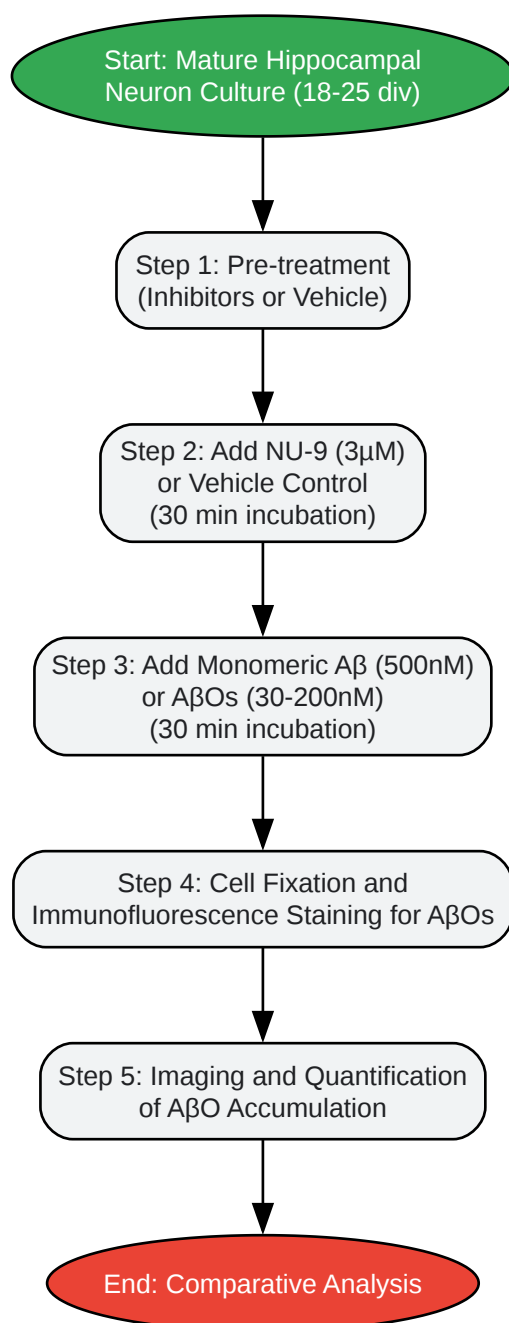 Start: Mature Hippocampal
Neuron Culture (18-25 div)
Step 1: Pre-treatment
(Inhibitors or Vehicle)
Step 2: Add NU-9 (3µM)
or Vehicle Control
(30 min incubation)
Step 3: Add Monomeric Aβ (500nM)
or AβOs (30-200nM)
(30 min incubation)
Step 4: Cell Fixation and
Immunofluorescence Staining for AβOs
Step 5: Imaging and Quantification
of AβO Accumulation
End: Comparative Analysis